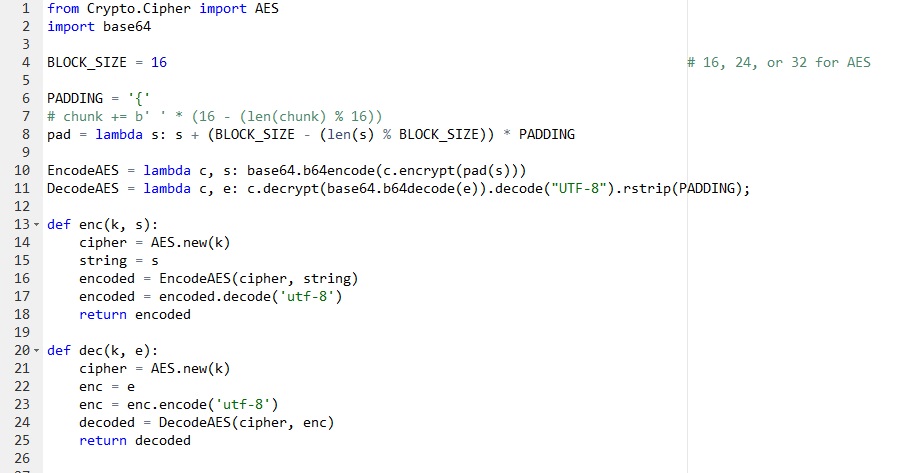 1 from Crypto.Cipher import AES
2 import base64
3
4 BLOCK_SIZE = 16 # 16, 24, or 32 for AES
5
6 PADDING = '{'
7 # chunk += b' ' * (16 - (len(chunk) % 16))
8 pad = lambda s: s + (BLOCK_SIZE - (len(s) % BLOCK_SIZE)) * PADDING
9
10 EncodeAES = lambda c, s: base64.b64encode(c.encrypt(pad(s)))
11 DecodeAES = lambda c, e: c.decrypt(base64.b64decode(e)).decode("UTF-8").rstrip(PADDING);
12
13 def enc(k, s):
14     cipher = AES.new(k)
15     string = s
16     encoded = EncodeAES(cipher, string)
17     encoded = encoded.decode('utf-8')
18     return encoded
19
20 def dec(k, e):
21     cipher = AES.new(k)
22     enc = e
23     enc = enc.encode('utf-8')
24     decoded = DecodeAES(cipher, enc)
25     return decoded
26